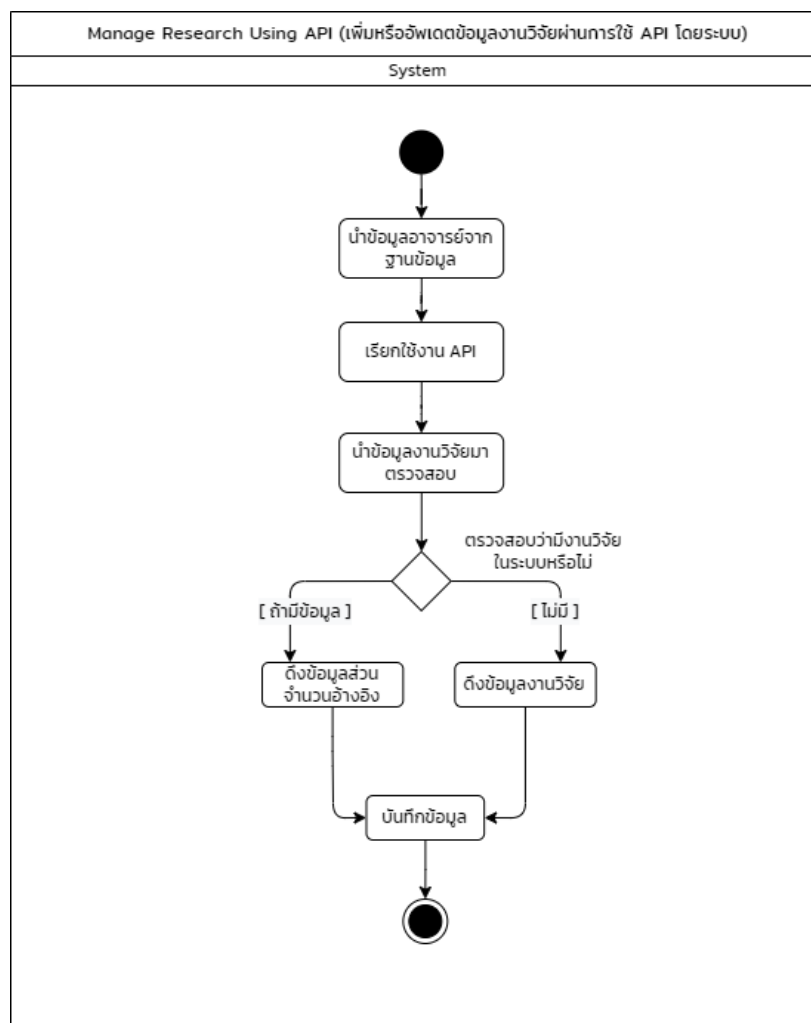 Manage Research Using API (เพิ่มหรืออัพเดตข้อมูลงานวิจัยผ่านการใช้ API โดยระบบ)
System
นำข้อมูลอาจารย์จาก
ฐานข้อมูล
เรียกใช้งาน API
นำข้อมูลงานวิจัยมา
ตรวจสอบ
ตรวจสอบว่ามีงานวิจัย
ในระบบหรือไม่
[ ถ้ามีข้อมูล ]
[ ไม่มี ]
ดึงข้อมูลส่วน
จำนวนอ้างอิง
ดึงข้อมูลงานวิจัย
บันทึกข้อมูล